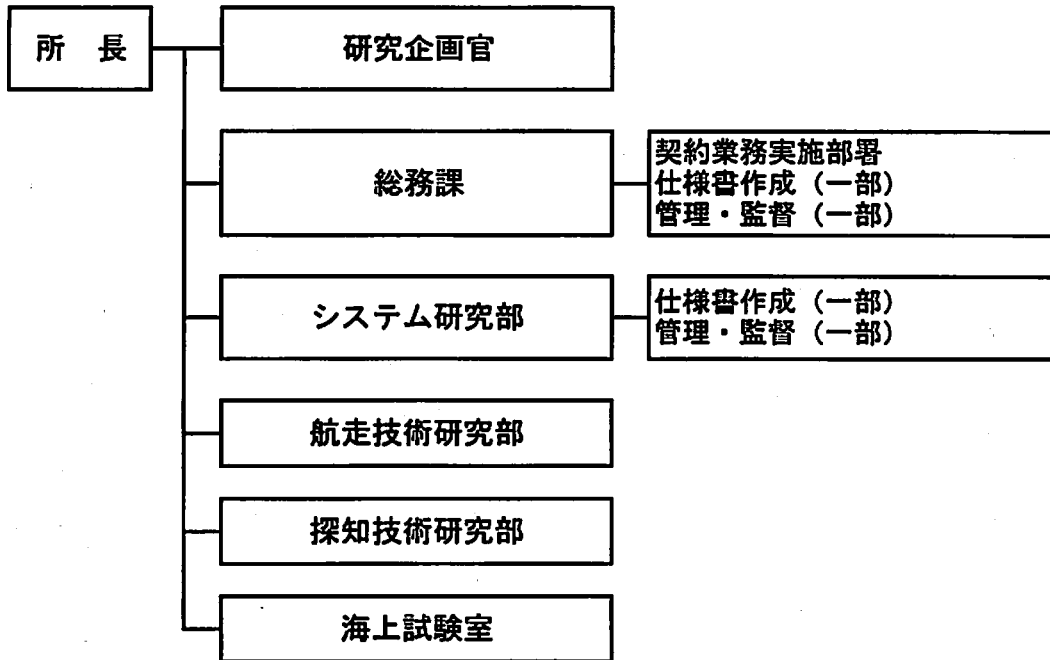 所 長
研究企画官
総務課
契約業務実施部署
仕様書作成(一部)
管理・監督(一部)
システム研究部
仕様書作成(一部)
管理・監督(一部)
航走技術研究部
探知技術研究部
海上試験室